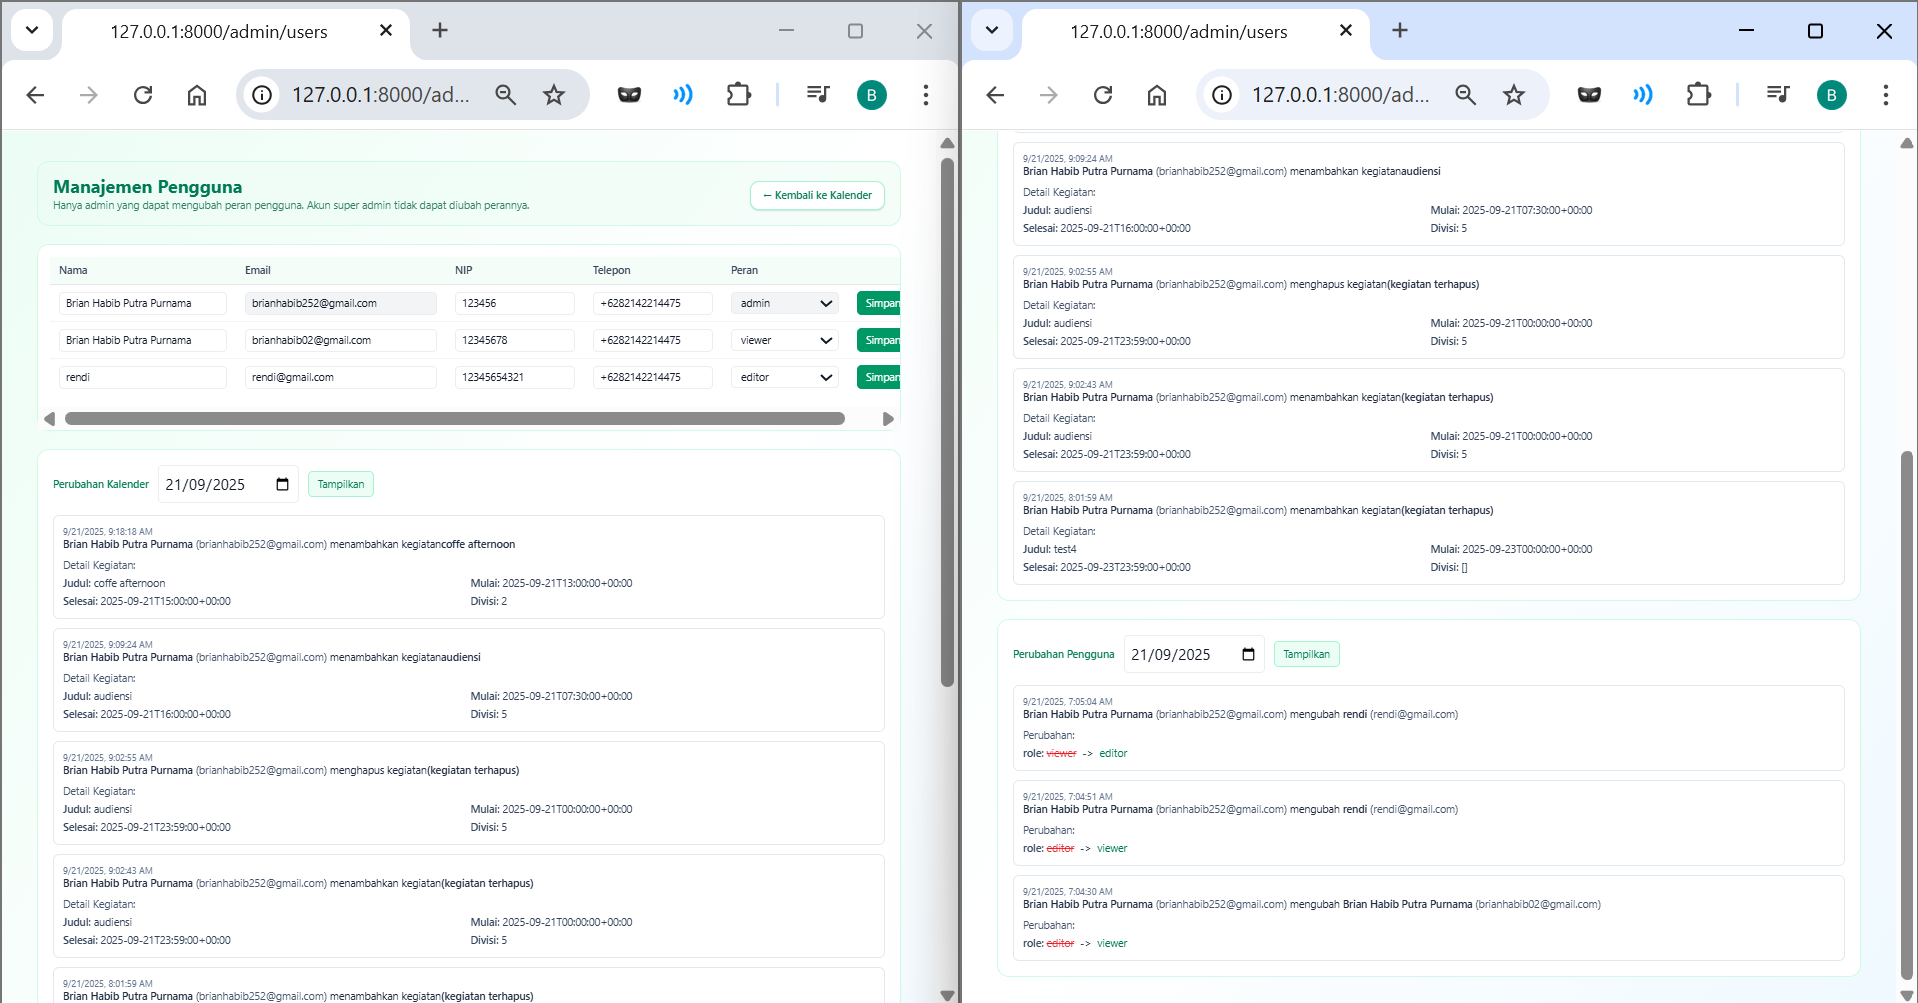 127.0.0.1:8000/admin/users
127.0.0.1:8000/ad...
B
Manajemen Pengguna
Hanya admin yang dapat mengubah peran pengguna. Akun super admin tidak dapat diubah perannya.
← Kembali ke Kalender
Nama Email NIP Telepon Peran
Brian Habib Putra Purnama brianhabib252@gmail.com 123456 +6282142214475 admin Simpan
Brian Habib Putra Purnama brianhabib02@gmail.com 12345678 +6282142214475 viewer Simpan
rendi rendi@gmail.com 12345654321 +6282142214475 editor Simpan
Perubahan Kalender 21/09/2025 Tampilkan
9/21/2025, 9:18:18 AM
Brian Habib Putra Purnama (brianhabib252@gmail.com) menambahkan kegiatancoffe afternoon
Detail Kegiatan:
Judul: coffe afternoon Mulai: 2025-09-21T13:00:00+00:00
Selesai: 2025-09-21T15:00:00+00:00 Divisi: 2
9/21/2025, 9:09:24 AM
Brian Habib Putra Purnama (brianhabib252@gmail.com) menambahkan kegiatanaudiensi
Detail Kegiatan:
Judul: audiensi Mulai: 2025-09-21T07:30:00+00:00
Selesai: 2025-09-21T16:00:00+00:00 Divisi: 5
9/21/2025, 9:02:55 AM
Brian Habib Putra Purnama (brianhabib252@gmail.com) menghapus kegiatan(kegiatan terhapus)
Detail Kegiatan:
Judul: audiensi Mulai: 2025-09-21T00:00:00+00:00
Selesai: 2025-09-21T23:59:00+00:00 Divisi: 5
9/21/2025, 9:02:43 AM
Brian Habib Putra Purnama (brianhabib252@gmail.com) menambahkan kegiatan(kegiatan terhapus)
Detail Kegiatan:
Judul: audiensi Mulai: 2025-09-21T00:00:00+00:00
Selesai: 2025-09-21T23:59:00+00:00 Divisi: 5
9/21/2025, 8:01:59 AM
Brian Habib Putra Purnama (brianhabib252@gmail.com) menambahkan kegiatan(kegiatan terhapus)
127.0.0.1:8000/admin/users
127.0.0.1:8000/ad...
B
9/21/2025, 9:09:24 AM
Brian Habib Putra Purnama (brianhabib252@gmail.com) menambahkan kegiatanaudiensi
Detail Kegiatan:
Judul: audiensi Mulai: 2025-09-21T07:30:00+00:00
Selesai: 2025-09-21T16:00:00+00:00 Divisi: 5
9/21/2025, 9:02:55 AM
Brian Habib Putra Purnama (brianhabib252@gmail.com) menghapus kegiatan(kegiatan terhapus)
Detail Kegiatan:
Judul: audiensi Mulai: 2025-09-21T00:00:00+00:00
Selesai: 2025-09-21T23:59:00+00:00 Divisi: 5
9/21/2025, 9:02:43 AM
Brian Habib Putra Purnama (brianhabib252@gmail.com) menambahkan kegiatan(kegiatan terhapus)
Detail Kegiatan:
Judul: audiensi Mulai: 2025-09-21T00:00:00+00:00
Selesai: 2025-09-21T23:59:00+00:00 Divisi: 5
9/21/2025, 8:01:59 AM
Brian Habib Putra Purnama (brianhabib252@gmail.com) menambahkan kegiatan(kegiatan terhapus)
Detail Kegiatan:
Judul: test4 Mulai: 2025-09-23T00:00:00+00:00
Selesai: 2025-09-23T23:59:00+00:00 Divisi: []
Perubahan Pengguna 21/09/2025 Tampilkan
9/21/2025, 7:05:04 AM
Brian Habib Putra Purnama (brianhabib252@gmail.com) mengubah rendi (rendi@gmail.com)
Perubahan:
role: viewer -> editor
9/21/2025, 7:04:51 AM
Brian Habib Putra Purnama (brianhabib252@gmail.com) mengubah rendi (rendi@gmail.com)
Perubahan:
role: editor -> viewer
9/21/2025, 7:04:30 AM
Brian Habib Putra Purnama (brianhabib252@gmail.com) mengubah Brian Habib Putra Purnama (brianhabib02@gmail.com)
Perubahan:
role: editor -> viewer